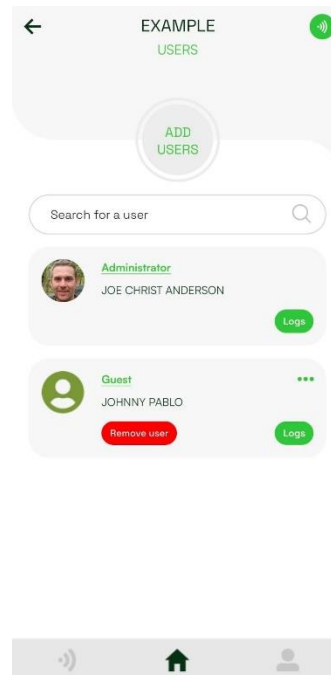 EXAMPLE
USERS
ADD
USERS
Search for a user
Administrator
JOE CHRIST ANDERSON
Logs
Guest
JOHNNY PABLO
Remove user
Logs